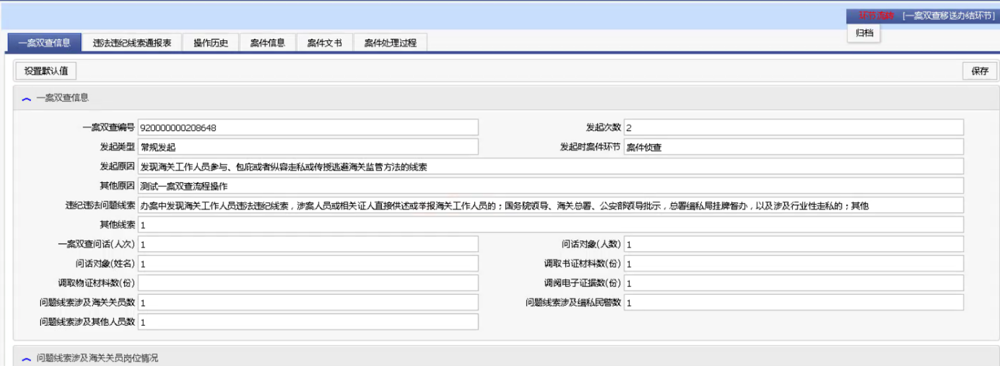 环节流转 [一案双查移送办结环节]
归档
一案双查信息 违法违纪线索通报表 操作历史 案件信息 案件文书 案件处理过程
设置默认值 保存
一案双查信息
一案双查编号 920000000208648 发起次数 2
发起类型 常规发起 发起时案件环节 案件侦查
发起原因 发现海关工作人员参与、包庇或者纵容走私或传授逃避海关监管方法的线索
其他原因 测试一案双查流程操作
违纪违法问题线索 办案中发现海关工作人员违法违纪线索，涉案人员或相关证人直接供述或举报海关工作人员的；国务院领导、海关总署、公安部领导批示，总署缉私局挂牌督办，以及涉及行业性走私的；其他
其他线索 1
一案双查问话(人次) 1 问话对象(人数) 1
问话对象(姓名) 1 调取书证材料数(份) 1
调取物证材料数(份) 调阅电子证据数(份) 1
问题线索涉及海关关员数 1 问题线索涉及缉私民警数 1
问题线索涉及其他人员数 1
问题线索涉及海关关员岗位情况